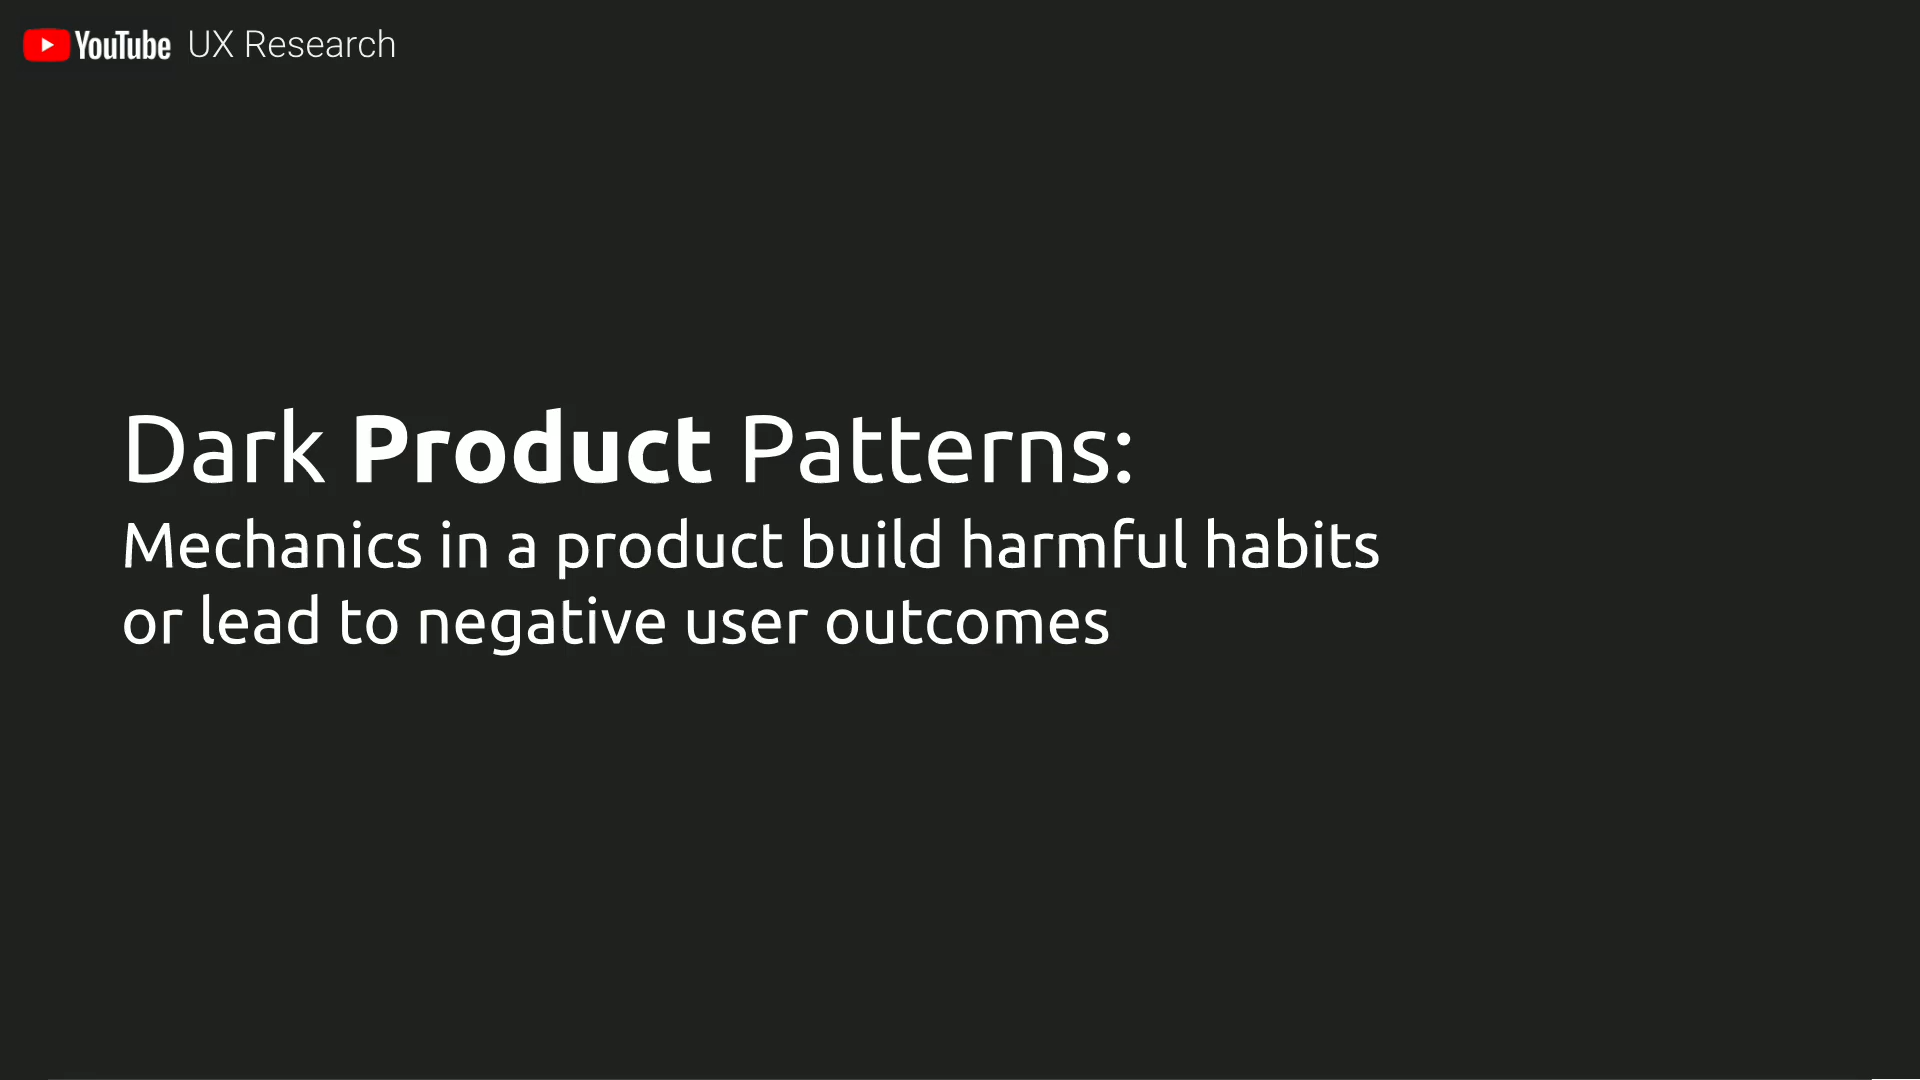 YouTube UX Research
Dark Product Patterns:
Mechanics in a product build harmful habits
or lead to negative user outcomes